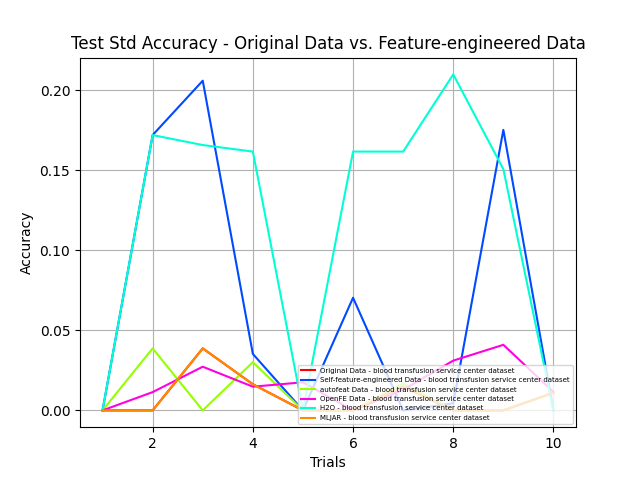 Test Std Accuracy - Original Data vs. Feature-engineered Data
Accuracy
0.20
0.15
0.10
0.05
0.00
Original Data - blood transfusion service center dataset
Self-feature-engineered Data - blood transfusion service center dataset
autofeat Data - blood transfusion service center dataset
OpenFE Data - blood transfusion service center dataset
H2O - blood transfusion service center dataset
MLJAR - blood transfusion service center dataset
2 4 6 8 10
Trials